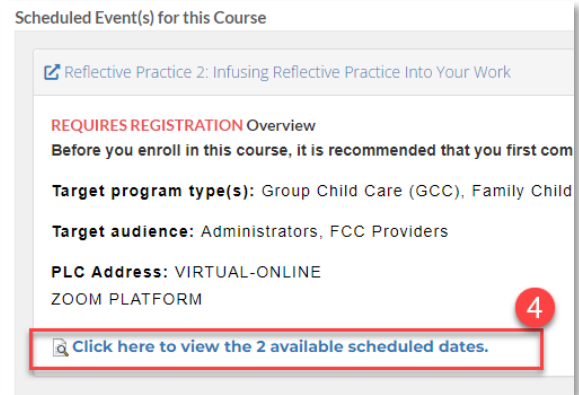 Scheduled Event(s) for this Course
Reflective Practice 2: Infusing Reflective Practice Into Your Work
REQUIRES REGISTRATION Overview
Before you enroll in this course, it is recommended that you first com
Target program type(s): Group Child Care (GCC), Family Child
Target audience: Administrators, FCC Providers
PLC Address: VIRTUAL-ONLINE
ZOOM PLATFORM
4
Click here to view the 2 available scheduled dates.